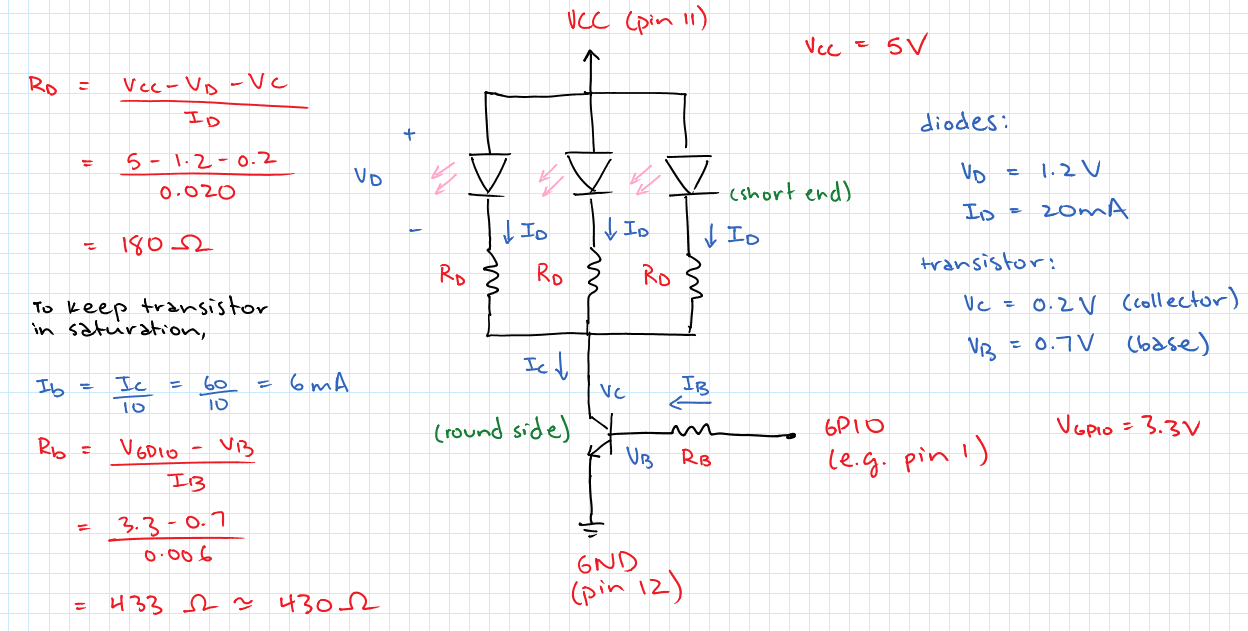 VCC (pin 11)
Vcc = 5V
RD = Vcc - VD - VC
ID
= 5 - 1.2 - 0.2
0.020
= 180 Ω
+
VD
-
diodes:
VD = 1.2 V
ID = 20mA
(short end)
↓ ID
↓ ID
↓ ID
RD
RD
RD
transistor:
Vc = 0.2 V (collector)
VB = 0.7 V (base)
To keep transistor
in saturation,
Ib = Ic = 60 = 6 mA
10 10
Ic ↓
Vc
IB
←
(round side)
VB
RB
GPIO
(e.g. pin 1)
VGPIO = 3.3V
Rb = VGPIO - VB
IB
= 3.3 - 0.7
0.006
= 433 Ω ≈ 430 Ω
GND
(pin 12)